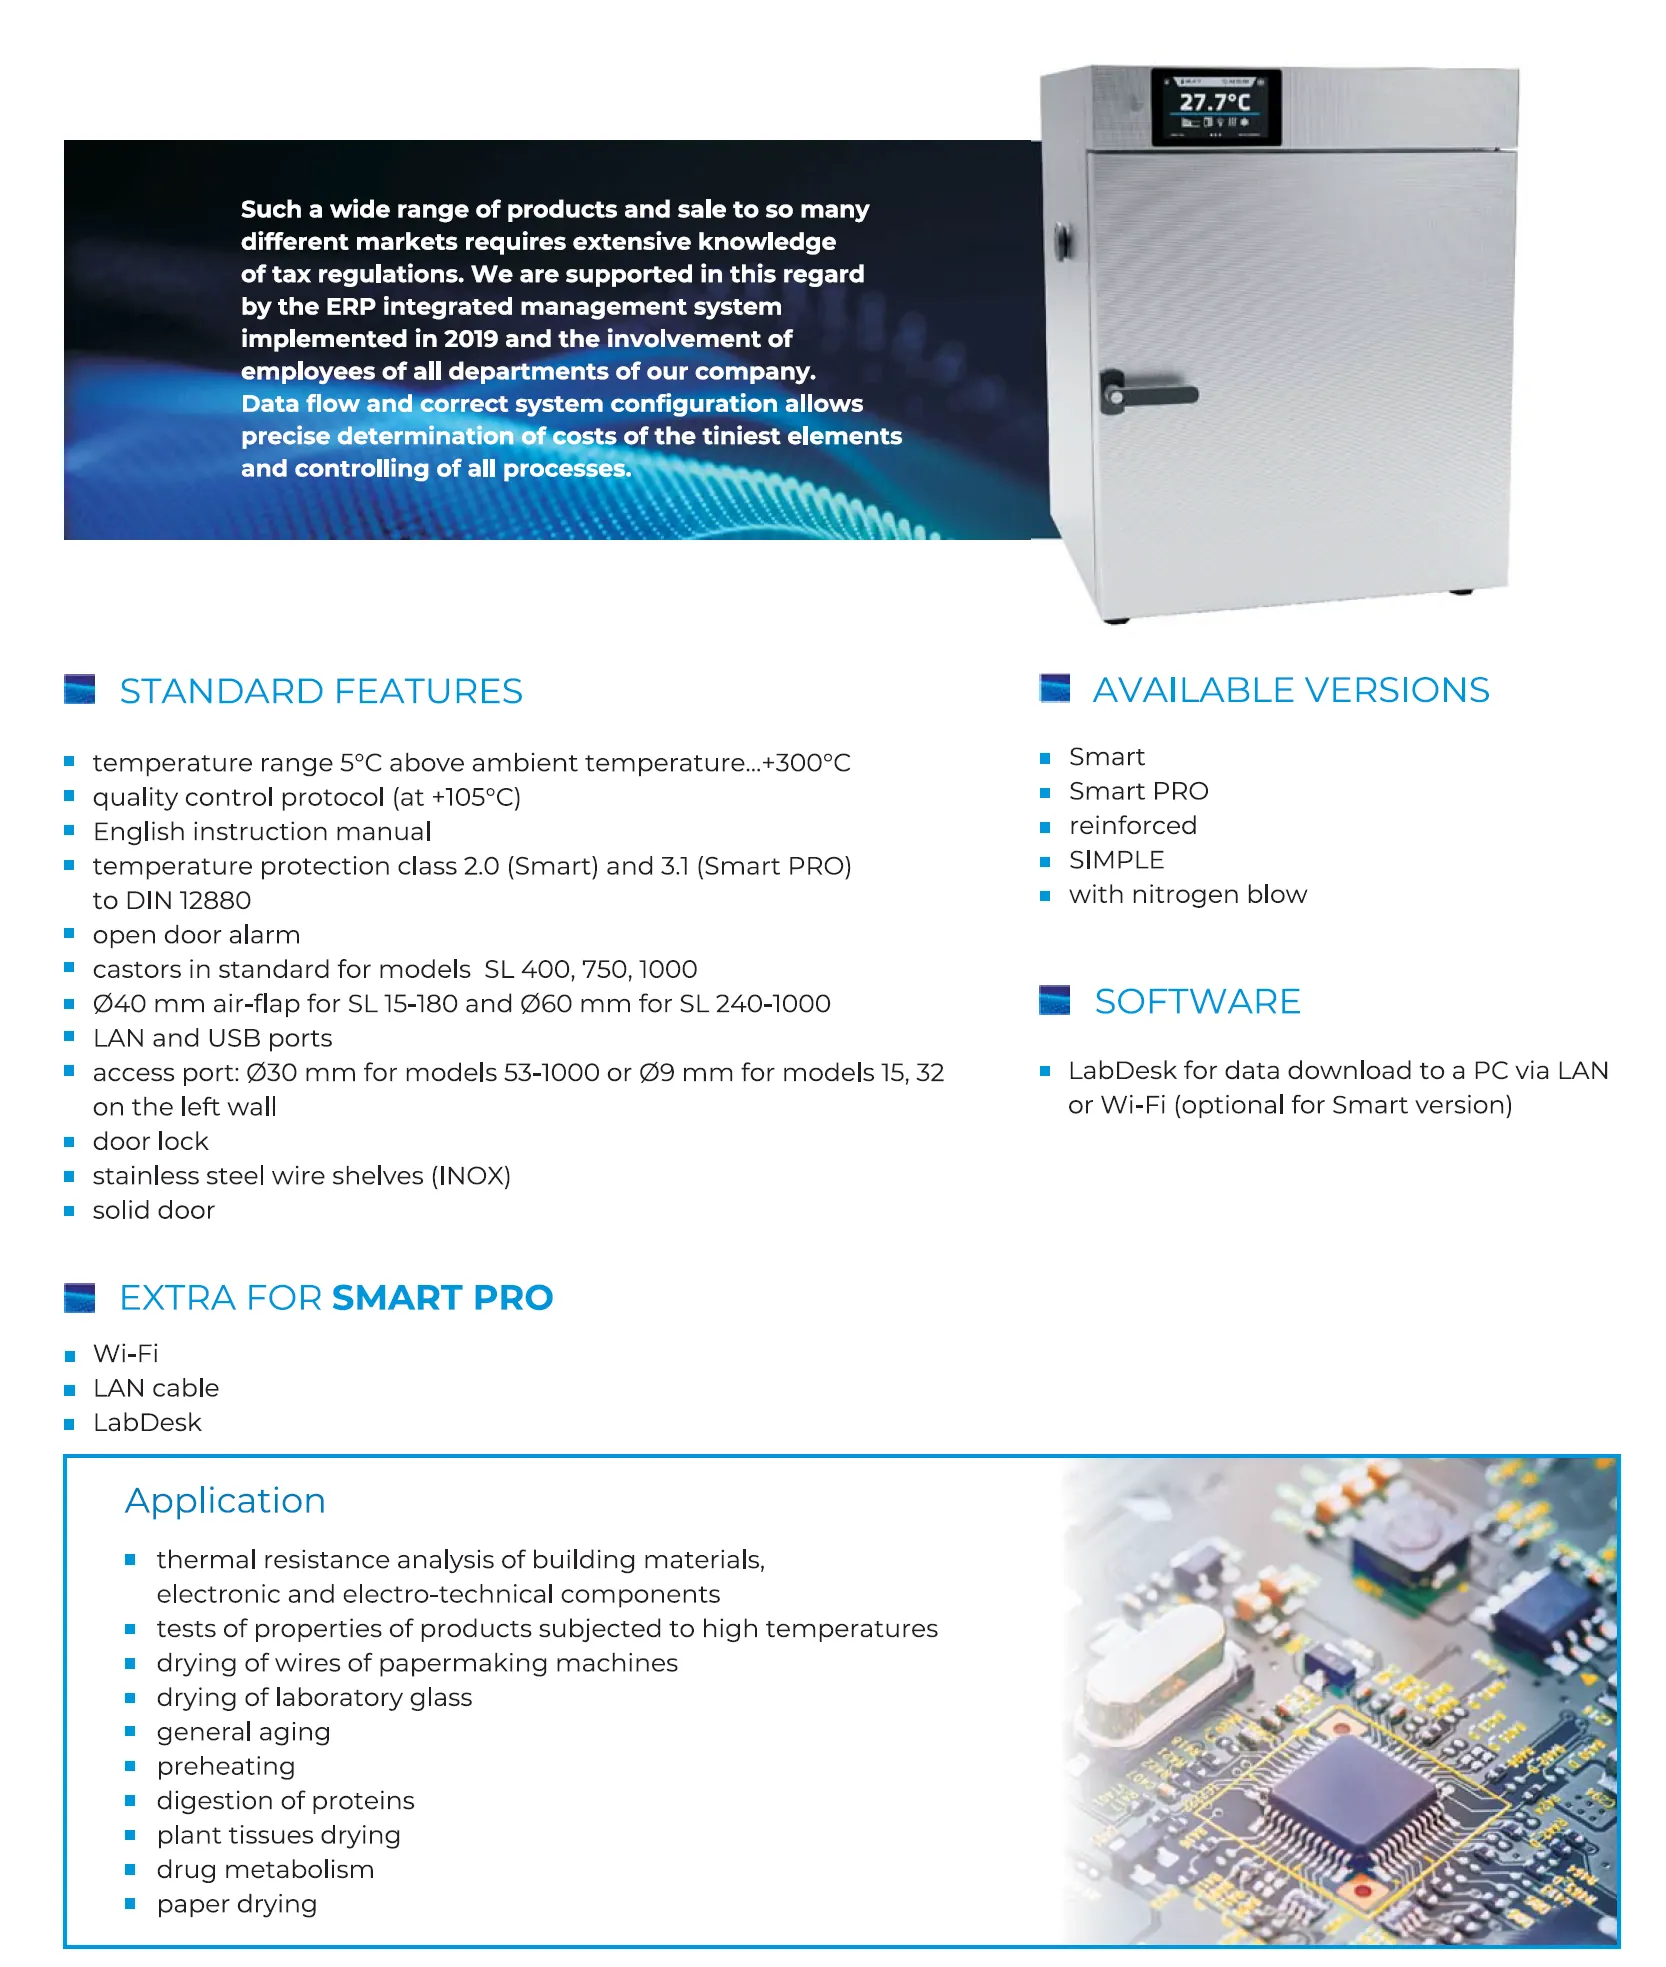 27.7°C
Such a wide range of products and sale to so many
different markets requires extensive knowledge
of tax regulations. We are supported in this regard
by the ERP integrated management system
implemented in 2019 and the involvement of
employees of all departments of our company.
Data flow and correct system configuration allows
precise determination of costs of the tiniest elements
and controlling of all processes.
STANDARD FEATURES
temperature range 5°C above ambient temperature...+300°C
quality control protocol (at +105°C)
English instruction manual
temperature protection class 2.0 (Smart) and 3.1 (Smart PRO)
to DIN 12880
open door alarm
castors in standard for models SL 400, 750, 1000
Ø40 mm air-flap for SL 15-180 and Ø60 mm for SL 240-1000
LAN and USB ports
access port: Ø30 mm for models 53-1000 or Ø9 mm for models 15, 32
on the left wall
door lock
stainless steel wire shelves (INOX)
solid door
EXTRA FOR SMART PRO
Wi-Fi
LAN cable
LabDesk
AVAILABLE VERSIONS
Smart
Smart PRO
reinforced
SIMPLE
with nitrogen blow
SOFTWARE
LabDesk for data download to a PC via LAN
or Wi-Fi (optional for Smart version)
Application
thermal resistance analysis of building materials,
electronic and electro-technical components
tests of properties of products subjected to high temperatures
drying of wires of papermaking machines
drying of laboratory glass
general aging
preheating
digestion of proteins
plant tissues drying
drug metabolism
paper drying